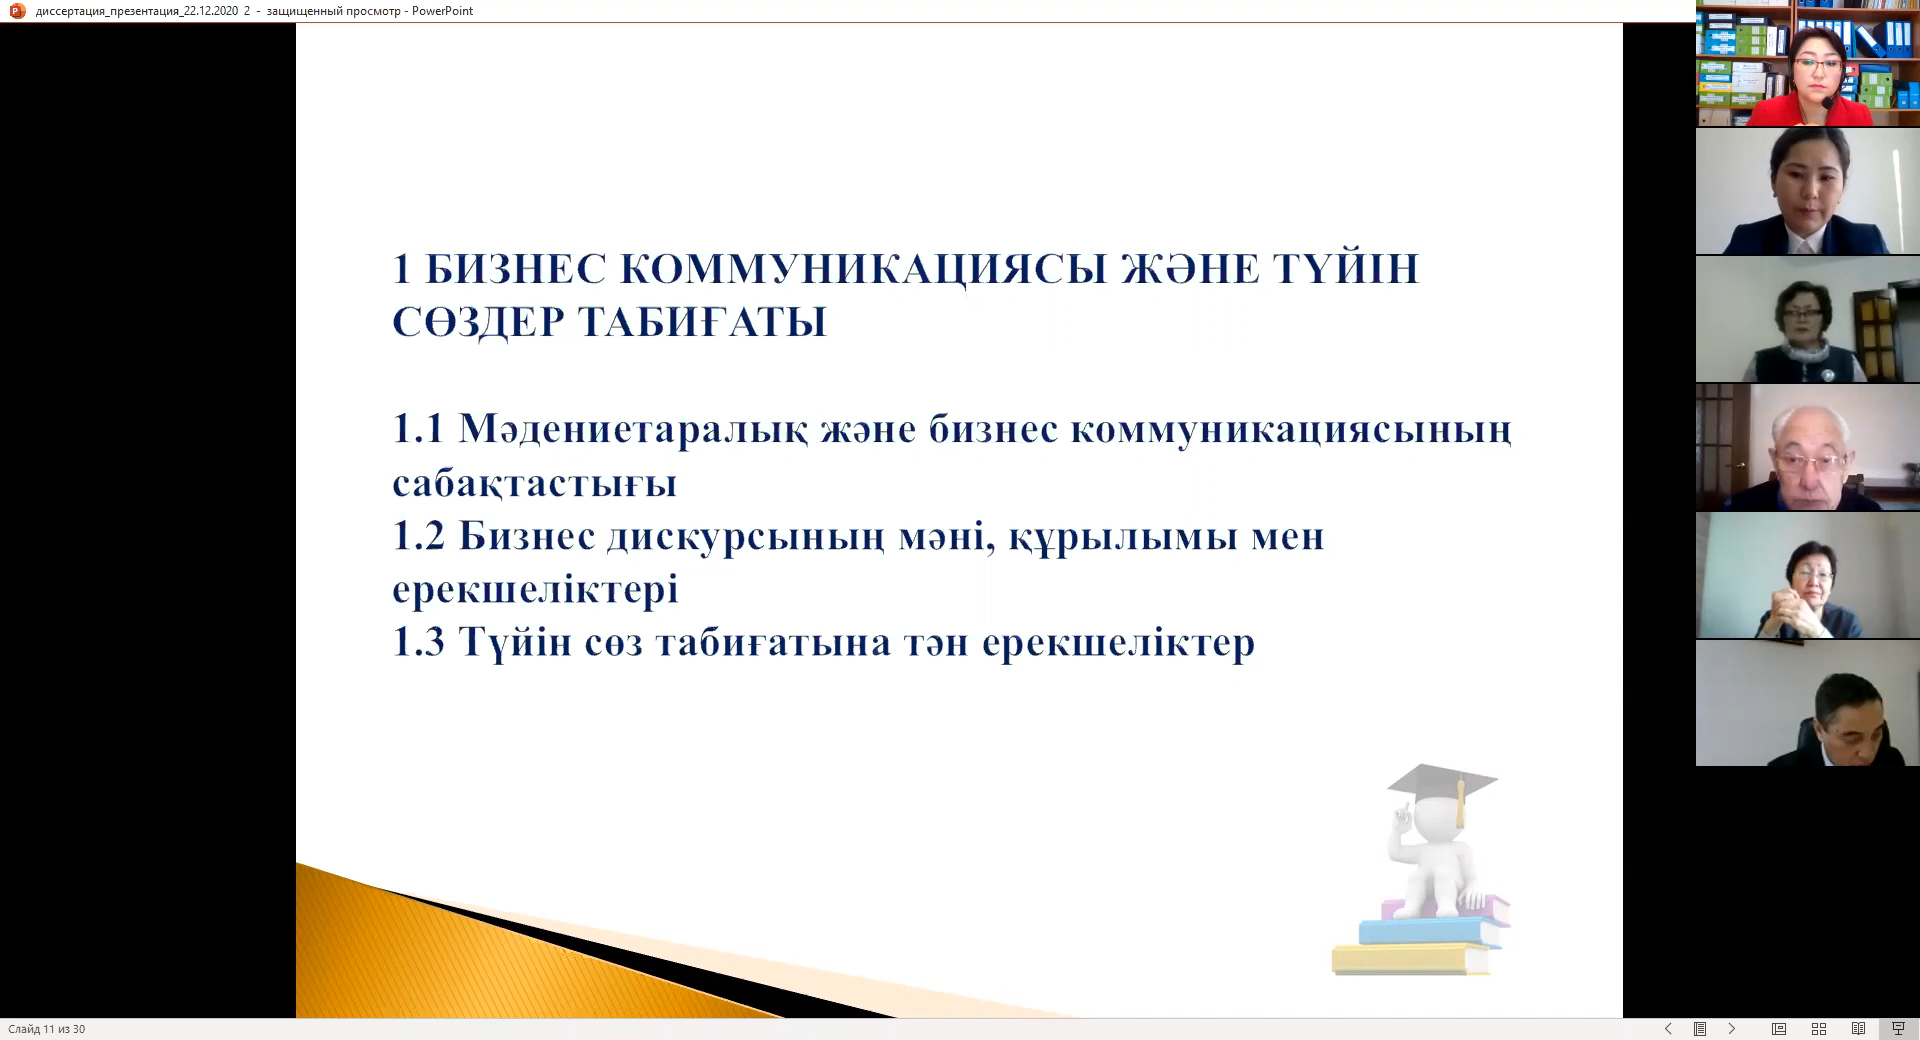 диссертация_презентация_22.12.2020 2 - защищенный просмотр - PowerPoint
1 БИЗНЕС КОММУНИКАЦИЯСЫ ЖӘНЕ ТҮЙІН
СӨЗДЕР ТАБИҒАТЫ
1.1 Мәдениетаралық және бизнес коммуникациясының
сабақтастығы
1.2 Бизнес дискурсының мәні, құрылымы мен
ерекшеліктері
1.3 Түйін сөз табиғатына тән ерекшеліктер
Слайд 11 из 30